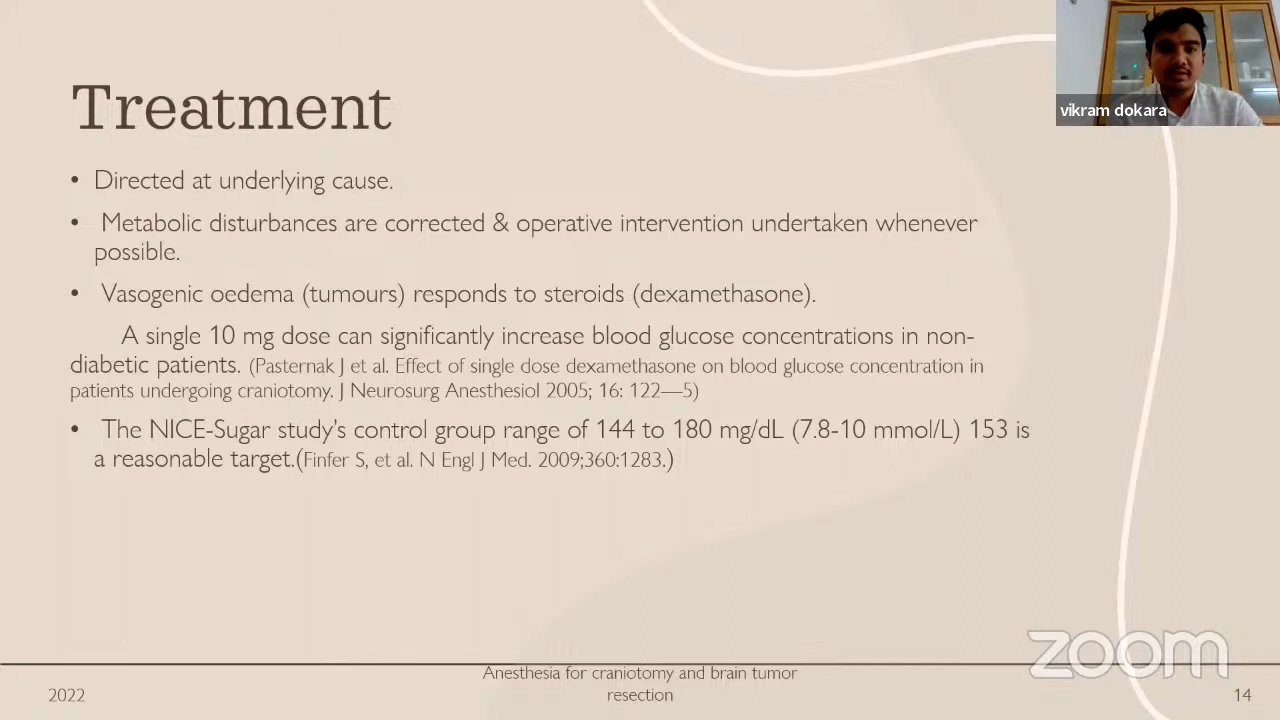 Treatment
vikram dokara
• Directed at underlying cause.
• Metabolic disturbances are corrected & operative intervention undertaken whenever
possible.
• Vasogenic oedema (tumours) responds to steroids (dexamethasone).
A single 10 mg dose can significantly increase blood glucose concentrations in non-
diabetic patients. (Pasternak J et al. Effect of single dose dexamethasone on blood glucose concentration in
patients undergoing craniotomy. J Neurosurg Anesthesiol 2005; 16: 122—5)
• The NICE-Sugar study's control group range of 144 to 180 mg/dL (7.8-10 mmol/L) 153 is
a reasonable target.(Finfer S, et al. N Engl J Med. 2009;360:1283.)
zoom
2022
Anesthesia for craniotomy and brain tumor
resection
14